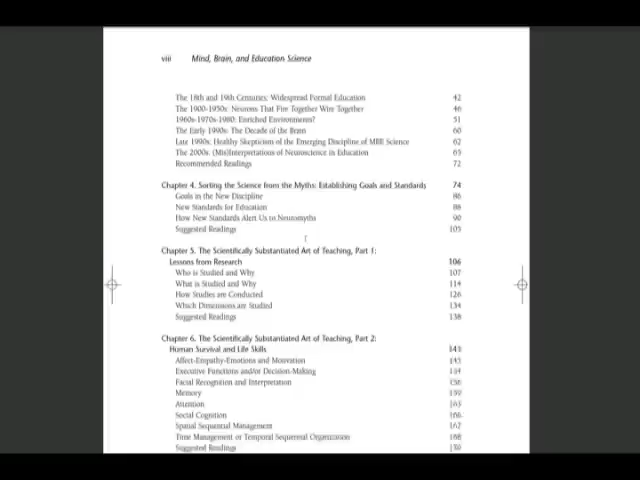 viii Mind, Brain, and Education Science
The 18th and 19th Centuries: Widespread Formal Education 42
The 1900-1950s: Neurons That Fire Together Wire Together 46
1960s-1970s-1980: Enriched Environments? 51
The Early 1990s: The Decade of the Brain 60
Late 1990s: Healthy Skepticism of the Emerging Discipline of MBE Science 62
The 2000s: (Mis)Interpretations of Neuroscience in Education 65
Recommended Readings 72
Chapter 4. Sorting the Science from the Myths: Establishing Goals and Standards 74
Goals in the New Discipline 86
New Standards for Education 88
How New Standards Alert Us to Neuromyths 90
Suggested Readings 105
Chapter 5. The Scientifically Substantiated Art of Teaching, Part 1:
Lessons from Research 106
Who is Studied and Why 107
What is Studied and Why 114
How Studies are Conducted 126
Which Dimensions are Studied 134
Suggested Readings 138
Chapter 6. The Scientifically Substantiated Art of Teaching, Part 2:
Human Survival and Life Skills
Affect-Empathy-Emotions and Motivation
Executive Functions and/or Decision-Making
Facial Recognition and Interpretation
Memory
Attention
Social Cognition
Spatial Sequential Management
Time Management or Temporal Sequential Organization
Suggested Readings